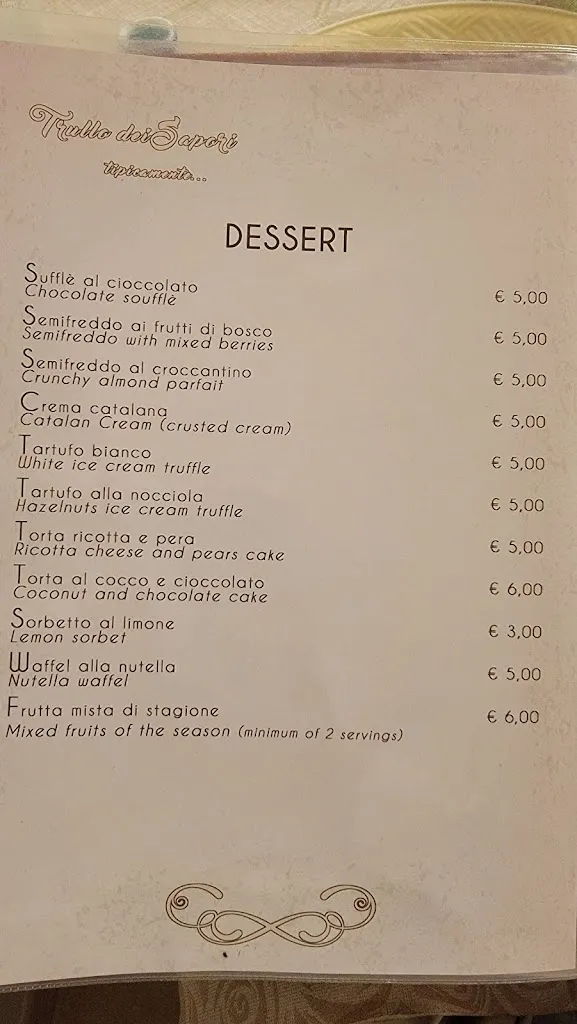 Trullo dei Sapori
tipicamente...
DESSERT
Sufflè al cioccolato
Chocolate soufflè € 5,00
Semifreddo ai frutti di bosco
Semifreddo with mixed berries € 5,00
Semifreddo al croccantino
Crunchy almond parfait € 5,00
Crema catalana
Catalan Cream (crusted cream) € 5,00
Tartufo bianco
White ice cream truffle € 5,00
Tartufo alla nocciola
Hazelnuts ice cream truffle € 5,00
Torta ricotta e pera
Ricotta cheese and pears cake € 5,00
Torta al cocco e cioccolato
Coconut and chocolate cake € 6,00
Sorbetto al limone
Lemon sorbet € 3,00
Waffel alla nutella
Nutella waffel € 5,00
Frutta mista di stagione € 6,00
Mixed fruits of the season (minimum of 2 servings)